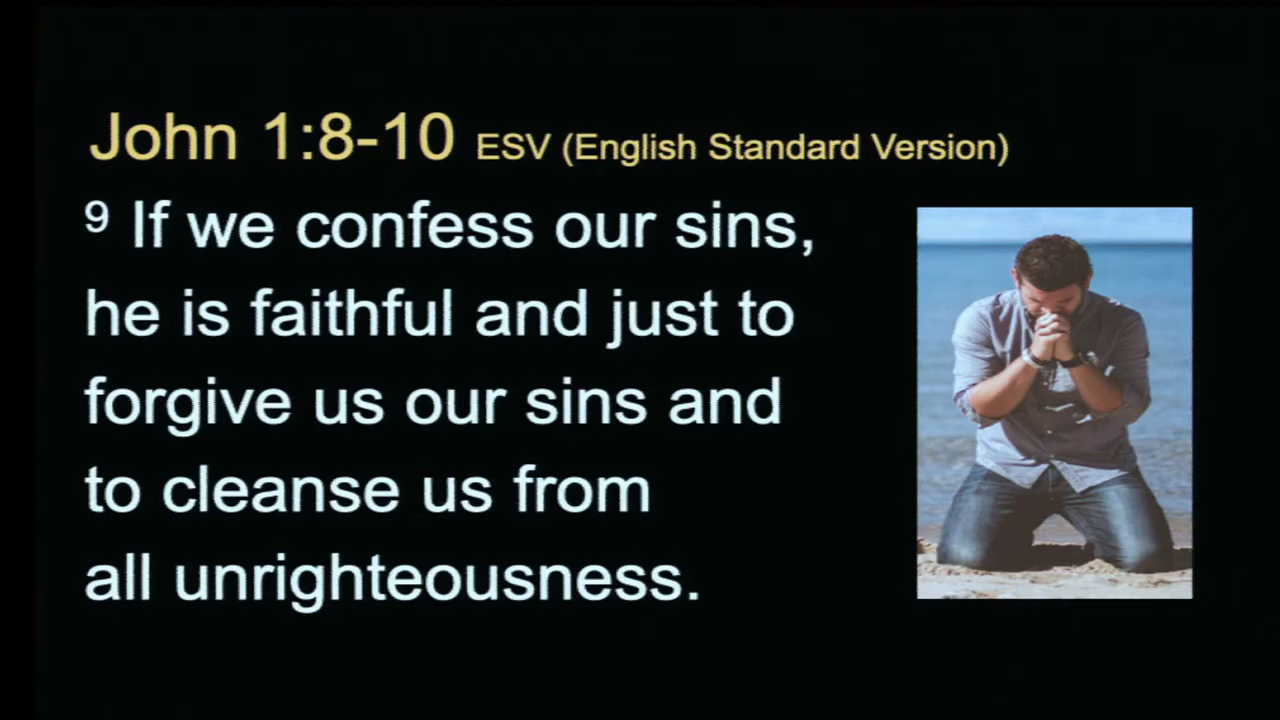 John 1:8-10 ESV (English Standard Version)
9 If we confess our sins,
he is faithful and just to
forgive us our sins and
to cleanse us from
all unrighteousness.